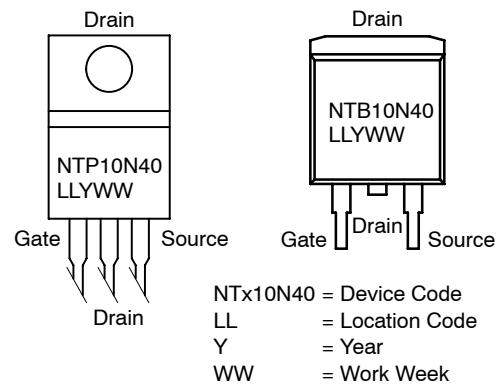 Drain
NTP10N40
LLYWW
Gate
Source
Drain
Drain
NTB10N40
LLYWW
Gate
Drain
Source
NTx10N40 = Device Code
LL = Location Code
Y = Year
WW = Work Week